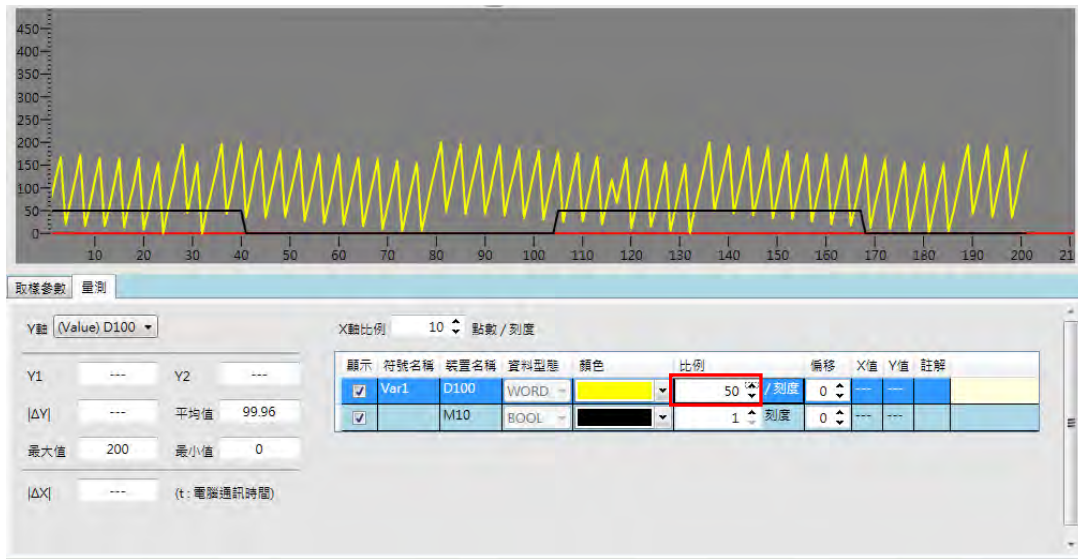 450
400
350
300
250
200
150
100
50
0
10 20 30 40 50 60 70 80 90 100 110 120 130 140 150 160 170 180 190 200 21
取樣參數 量測
Y軸 (Value) D100
X軸比例 10 點數/刻度
Y1 --- Y2 ---
|ΔY| --- 平均值 99.96
最大值 200 最小值 0
|ΔX| --- (t : 電腦通訊時間)
顯示 符號名稱 裝置名稱 資料型態 顏色 比例 偏移 X值 Y值 註解
Var1 D100 WORD 50 /刻度 0 --- ---
M10 BOOL 1 刻度 0 --- ---